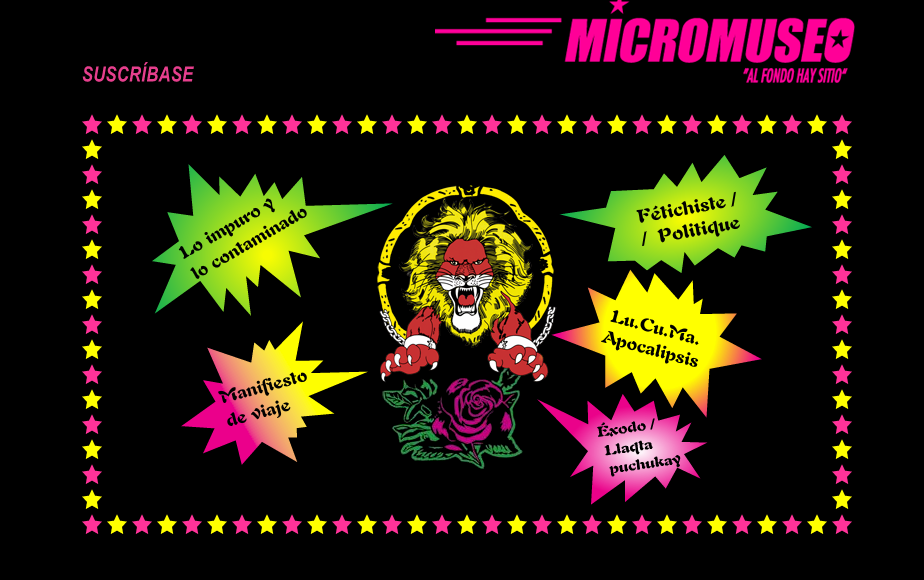 MICROMUSEO
"AL FONDO HAY SITIO"
SUSCRÍBASE
Lo impuro y
lo contaminado
Fétichiste /
/ Politique
Lu.Cu.Ma.
Apocalipsis
Manifiesto
de viaje
Éxodo /
Llaqta
puchukay